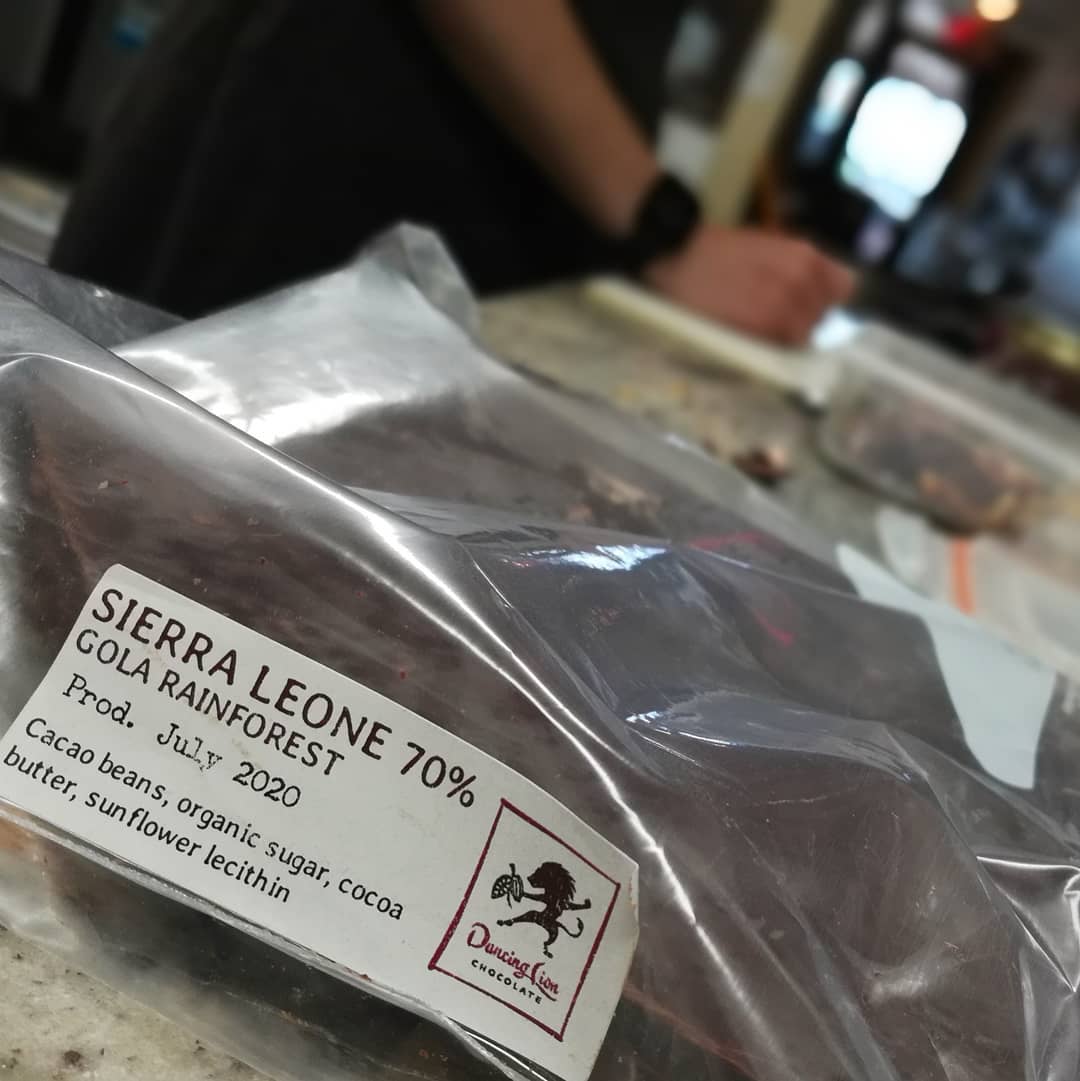 SIERRA LEONE 70%
GOLA RAINFOREST
Prod. July 2020
Cacao beans, organic sugar, cocoa
butter, sunflower lecithin
Dancing Lion
CHOCOLATE